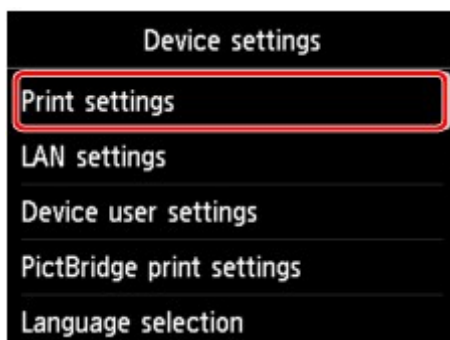 Device settings
Print settings
LAN settings
Device user settings
PictBridge print settings
Language selection